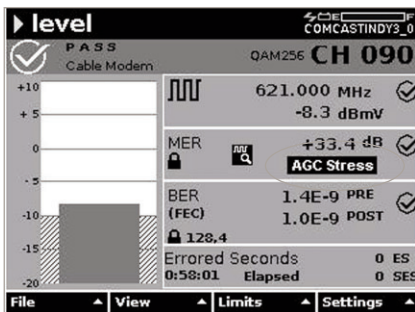 level
COMCASTINDY3_0
PASS
Cable Modem
QAM256 CH 090
+10
+5
0
-5
-10
-15
-20
621.000 MHz
-8.3 dBmV
MER
+33.4 dB
AGC Stress
BER
(FEC)
1.4E-9 PRE
1.0E-9 POST
128,4
Errored Seconds
0 ES
0:58:01 Elapsed
0 SES
File
View
Limits
Settings